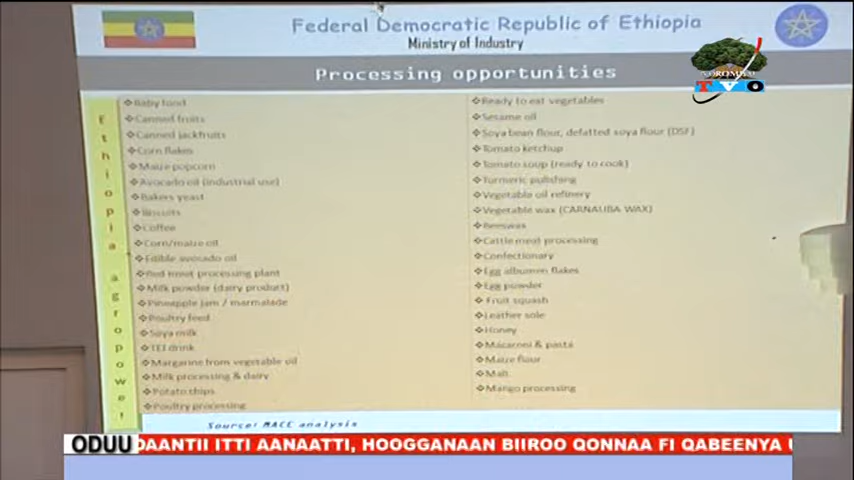 Federal Democratic Republic of Ethiopia
Ministry of Industry
Processing opportunities
TVO
Ethiopia agropower!
❖Baby food
❖Canned fruits
❖Canned jackfruits
❖Corn flakes
❖Maize popcorn
❖Avocado oil (industrial use)
❖Bakers yeast
❖Biscuits
❖Coffee
❖Corn/maize oil
❖Edible avocado oil
❖Red meet processing plant
❖Milk powder (dairy product)
❖Pineapple jam / marmalade
❖Poultry feed
❖Soya milk
❖TEJ drink
❖Margarine from vegetable oil
❖Milk processing & dairy
❖Potato chips
❖Poultry processing
❖Ready to eat vegetables
❖Sesame oil
❖Soya bean flour, defatted soya flour (DSF)
❖Tomato ketchup
❖Tomato soup (ready to cook)
❖Turmeric pulishing
❖Vegetable oil refinery
❖Vegetable wax (CARNAUBA WAX)
❖Beeswax
❖Cattle meat processing
❖Confectionary
❖Egg albumen flakes
❖Egg powder
❖Fruit squash
❖Leather sole
❖Honey
❖Macaroni & pasta
❖Maize flour
❖Malt
❖Mango processing
Source: MACC analysis
ODUU DAANTII ITTI AANAATTI, HOOGGANAAN BIIROO QONNAA FI QABEENYA